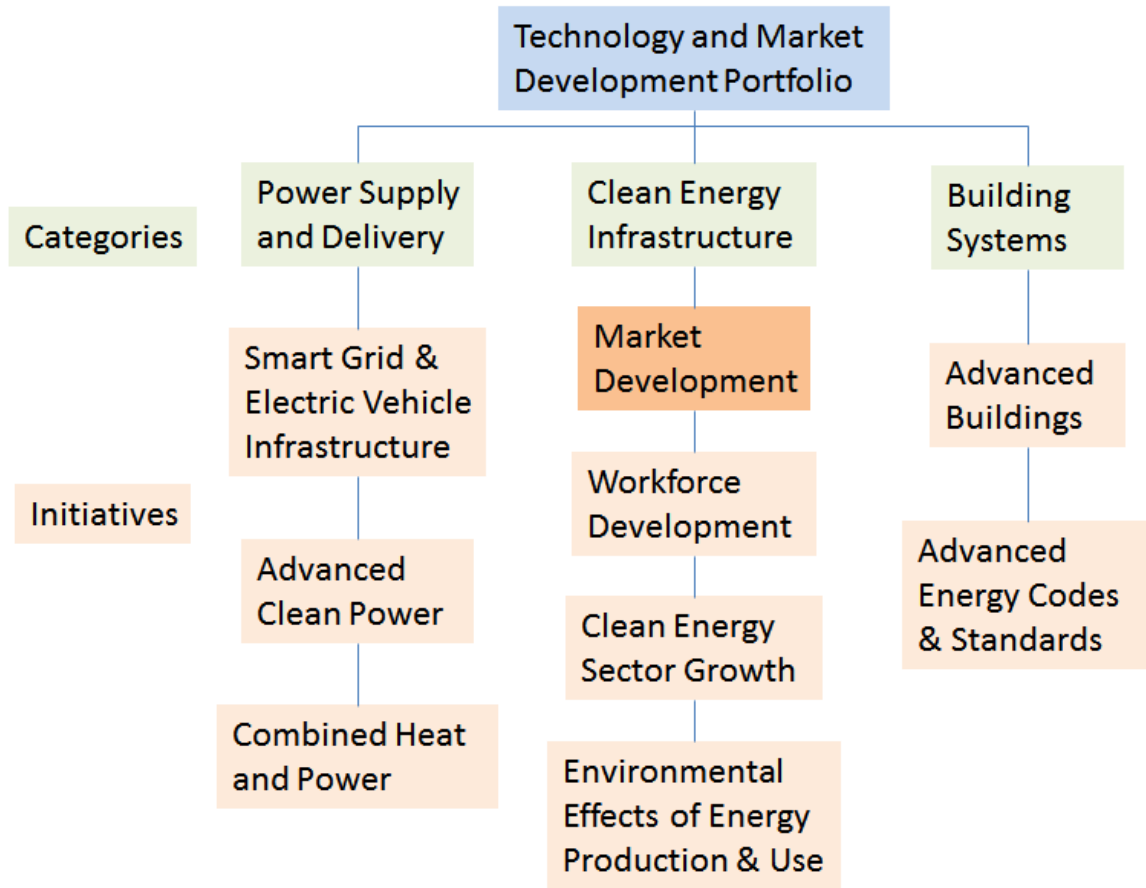 Technology and Market
Development Portfolio
Categories
Power Supply
and Delivery
Clean Energy
Infrastructure
Building
Systems
Initiatives
Smart Grid &
Electric Vehicle
Infrastructure
Advanced
Clean Power
Combined Heat
and Power
Market
Development
Workforce
Development
Clean Energy
Sector Growth
Environmental
Effects of Energy
Production & Use
Advanced
Buildings
Advanced
Energy Codes
& Standards